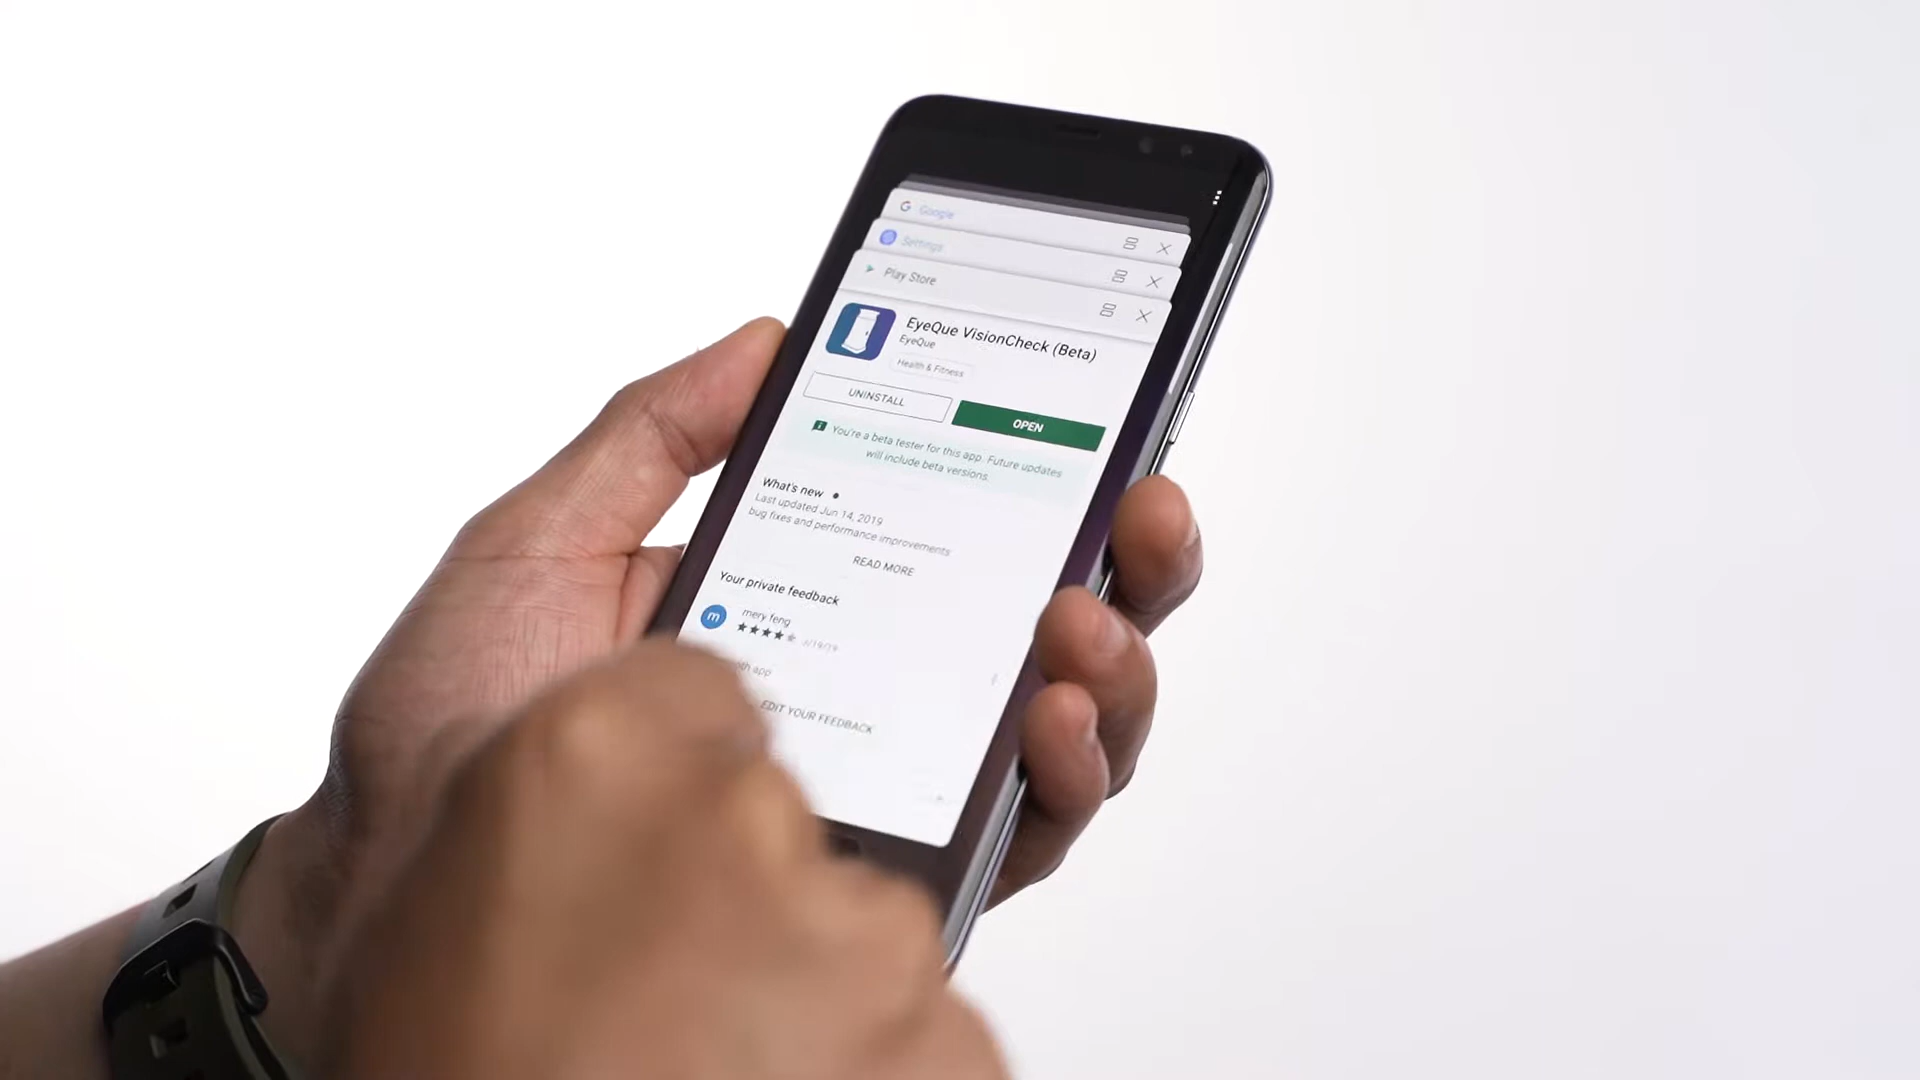 Google
Settings
Play Store
EyeQue VisionCheck (Beta)
EyeQue
Health & Fitness
UNINSTALL
OPEN
You're a beta tester for this app. Future updates
will include beta versions.
What's new
Last updated Jun 14, 2019
bug fixes and performance improvements
READ MORE
Your private feedback
m
mery feng
app
EDIT YOUR FEEDBACK